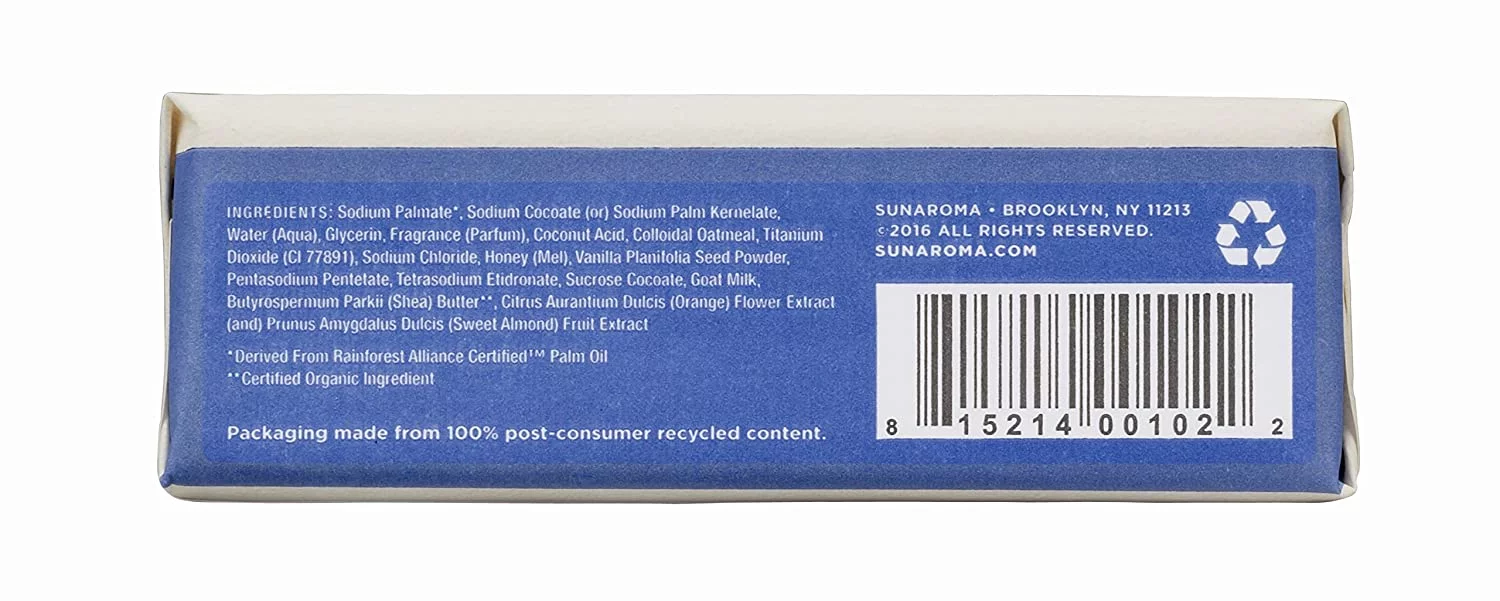 INGREDIENTS: Sodium Palmate*, Sodium Cocoate (or) Sodium Palm Kernelate,
Water (Aqua), Glycerin, Fragrance (Parfum), Coconut Acid, Colloidal Oatmeal, Titanium
Dioxide (CI 77891), Sodium Chloride, Honey (Mel), Vanilla Planifolia Seed Powder,
Pentasodium Pentetate, Tetrasodium Etidronate, Sucrose Cocoate, Goat Milk,
Butyrospermum Parkii (Shea) Butter**, Citrus Aurantium Dulcis (Orange) Flower Extract
(and) Prunus Amygdalus Dulcis (Sweet Almond) Fruit Extract
*Derived From Rainforest Alliance Certified™ Palm Oil
**Certified Organic Ingredient
Packaging made from 100% post-consumer recycled content.
SUNAROMA • BROOKLYN, NY 11213
©2016 ALL RIGHTS RESERVED.
SUNAROMA.COM
8 15214 00102 2